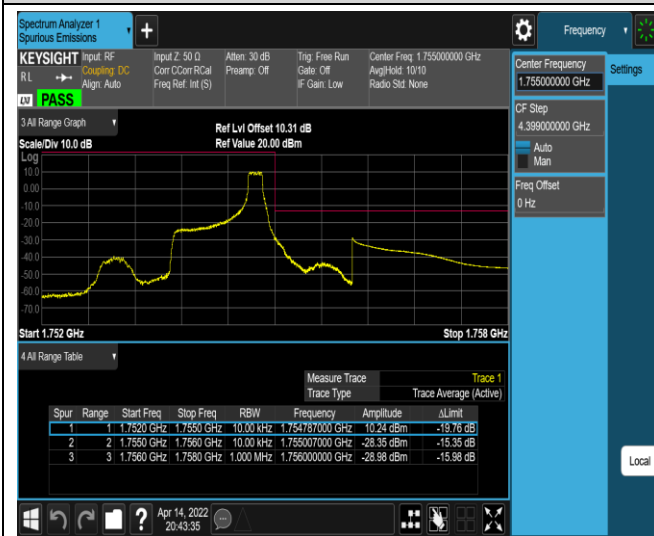 Spectrum Analyzer 1
Spurious Emissions
Frequency
KEYSIGHT
R L
PASS
Input: RF
Coupling: DC
Align: Auto
Input Z: 50 Ω
Corr CCorr RCal
Freq Ref: Int (S)
Atten: 30 dB
Preamp: Off
Trig: Free Run
Gate: Off
IF Gain: Low
Center Freq: 1.755000000 GHz
Avg|Hold: 10/10
Radio Std: None
Center Frequency
1.755000000 GHz
Settings
CF Step
4.399000000 GHz
Auto
Man
Freq Offset
0 Hz
3 All Range Graph
Scale/Div 10.0 dB
Ref Lvl Offset 10.31 dB
Ref Value 20.00 dBm
Log
10.0
0.00
-10.0
-20.0
-30.0
-40.0
-50.0
-60.0
-70.0
Start 1.752 GHz
Stop 1.758 GHz
4 All Range Table
Measure Trace Trace 1
Trace Type Trace Average (Active)
Spur Range Start Freq Stop Freq RBW Frequency Amplitude ΔLimit
1 1 1.7520 GHz 1.7550 GHz 10.00 kHz 1.754787000 GHz 10.24 dBm -19.76 dB
2 2 1.7550 GHz 1.7560 GHz 10.00 kHz 1.755007000 GHz -28.35 dBm -15.35 dB
3 3 1.7560 GHz 1.7580 GHz 1.000 MHz 1.756000000 GHz -28.98 dBm -15.98 dB
Local
Apr 14, 2022
20:43:35